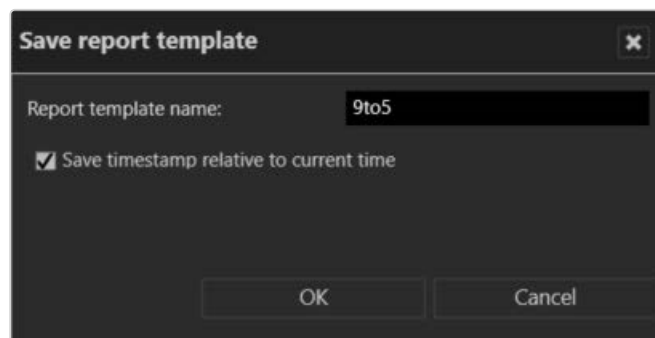 Save report template
Report template name: 9to5
Save timestamp relative to current time
OK Cancel